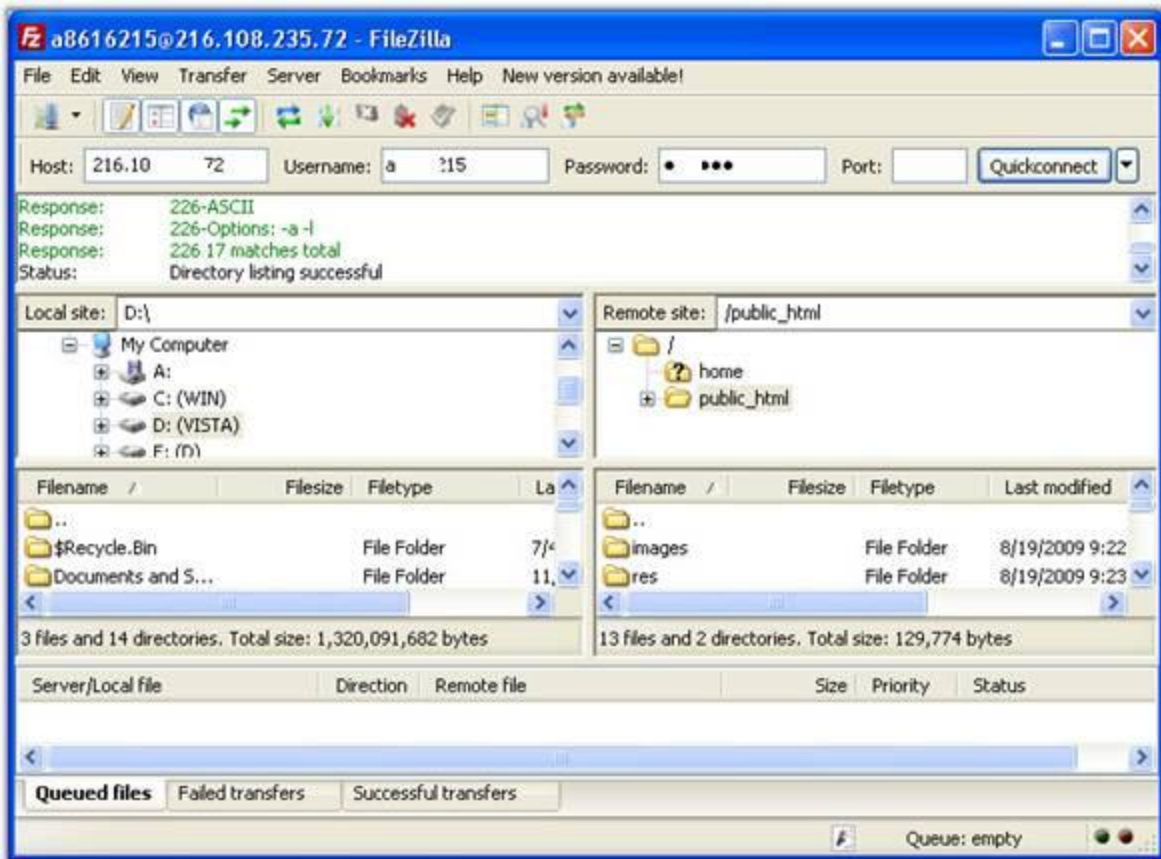 a8616215@216.108.235.72 - FileZilla
File Edit View Transfer Server Bookmarks Help New version available!
Host: 216.10 72 Username: a 215 Password: Port: Quickconnect
Response: 226-ASCII
Response: 226-Options: -a -l
Response: 226 17 matches total
Status: Directory listing successful
Local site: D:\
My Computer
A:
C: (WIN)
D: (VISTA)
E: (D)
Remote site: /public_html
/
home
public_html
Filename / Filesize Filetype La
..
$Recycle.Bin File Folder 7/4
Documents and S... File Folder 11,
3 files and 14 directories. Total size: 1,320,091,682 bytes
Filename / Filesize Filetype Last modified
..
images File Folder 8/19/2009 9:22
res File Folder 8/19/2009 9:23
13 files and 2 directories. Total size: 129,774 bytes
Server/Local file Direction Remote file Size Priority Status
Queued files Failed transfers Successful transfers
Queue: empty